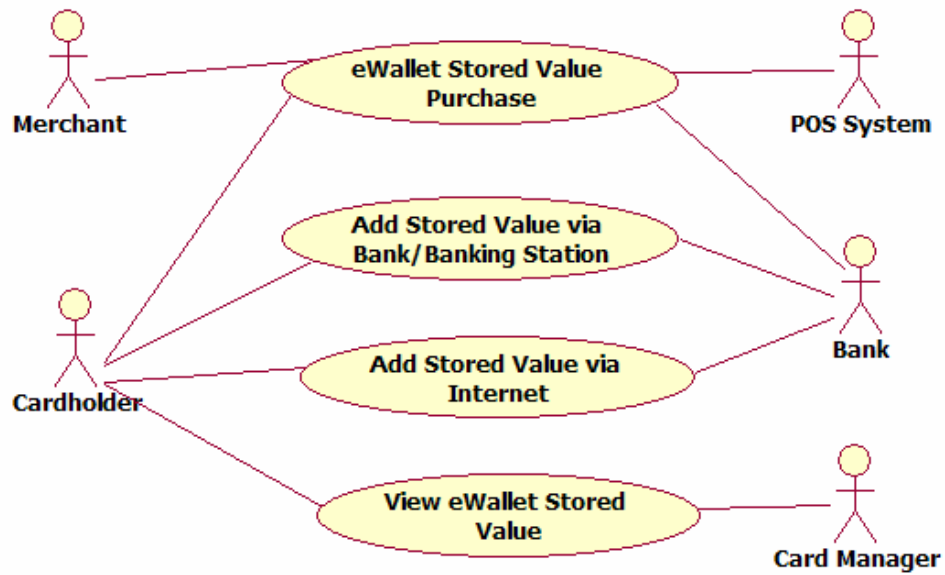 eWallet Stored Value
Purchase
Merchant
POS System
Add Stored Value via
Bank/Banking Station
Bank
Add Stored Value via
Internet
Cardholder
View eWallet Stored
Value
Card Manager